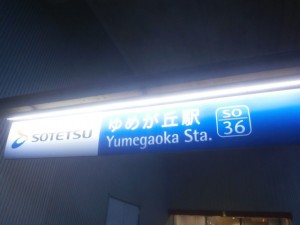 SOTETSU
ゆめが丘駅
Yumegaoka Sta.
SO
36